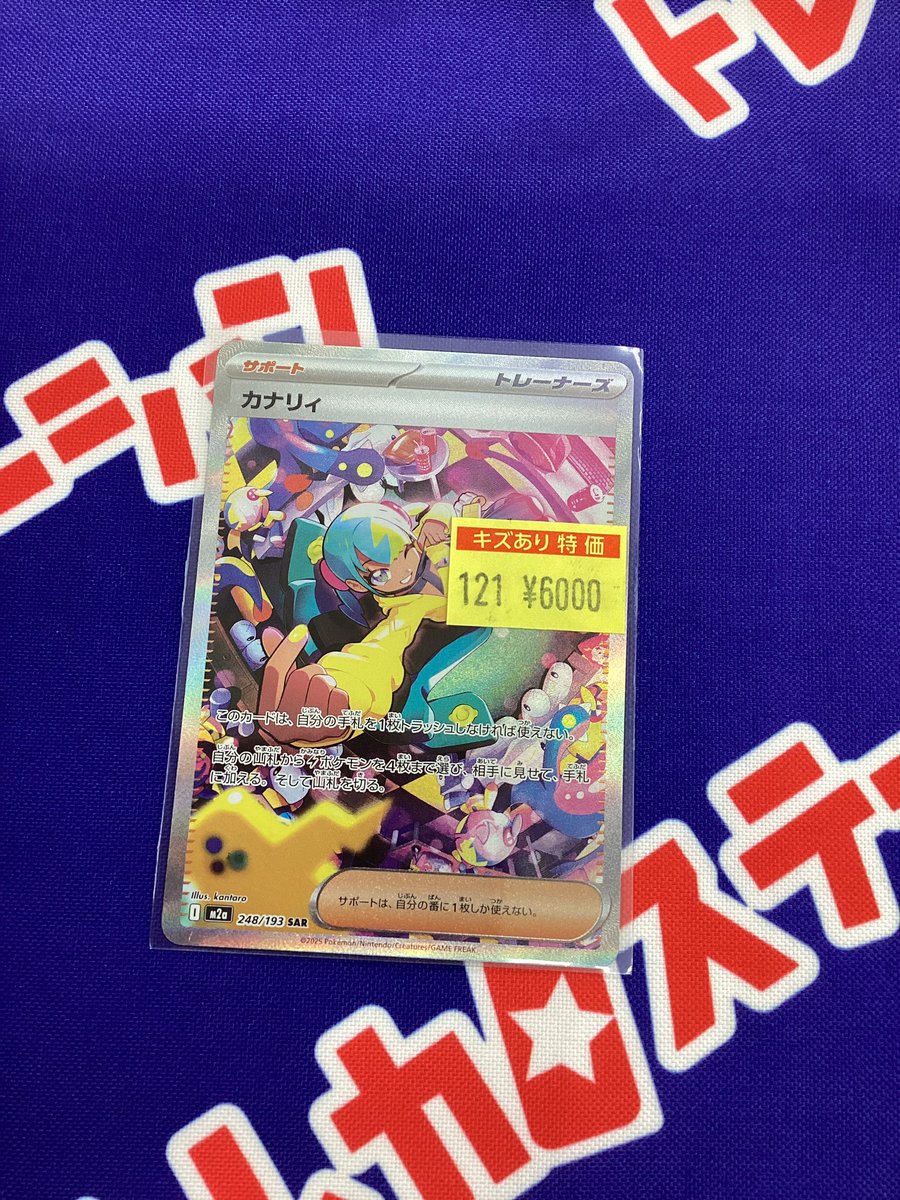 サポート
トレーナーズ
カナリィ
キズあり 特価
121 ¥6000
このカードは、自分の手札を1枚トラッシュしなければ使えない。
自分の山札からポケモンを4枚まで選び、相手に見せて、手札
に加える。そして山札を切る。
サポートは、自分の番に1枚しか使えない。
Illus. kantaro
I m2a 248/193 SAR
©2025 Pokémon/Nintendo/Creatures/GAME FREAK
カロステ